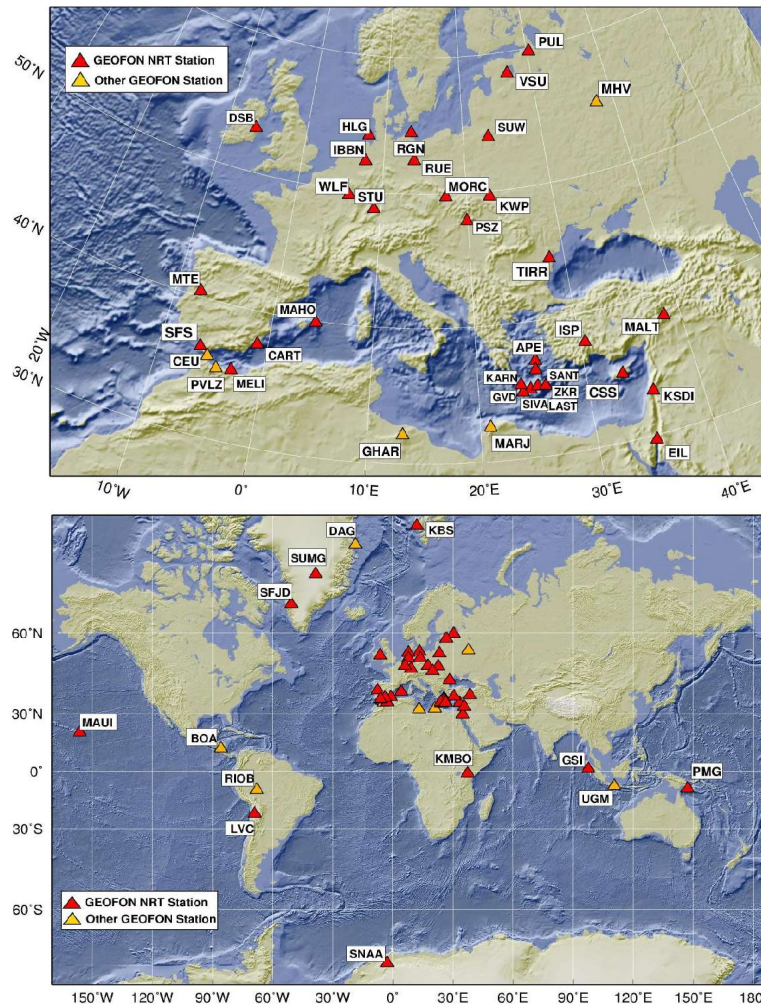 GEOFON NRT Station
Other GEOFON Station
PUL
VSU
MHV
DSB
HLG
SUW
IBBN
RGN
RUE
WLF
MORC
STU
KWP
PSZ
TIRR
MTE
MAHO
ISP
MALT
SFS
CART
APE
CEU
KARN
SANT
PVLZ
MELI
GVD
ZKR
CSS
KSDI
SIVA
LAST
GHAR
MARJ
EIL
50°N
40°N
30°N
20°W
10°W
0°E
10°E
20°E
30°E
40°E
DAG
KBS
SUMG
SFJD
60°N
30°N
MAUI
BOA
KMBO
GSI
PMG
0°
RIOB
UGM
LVC
30°S
GEOFON NRT Station
Other GEOFON Station
60°S
SNAA
150°W
120°W
90°W
60°W
30°W
0°
30°E
60°E
90°E
120°E
150°E